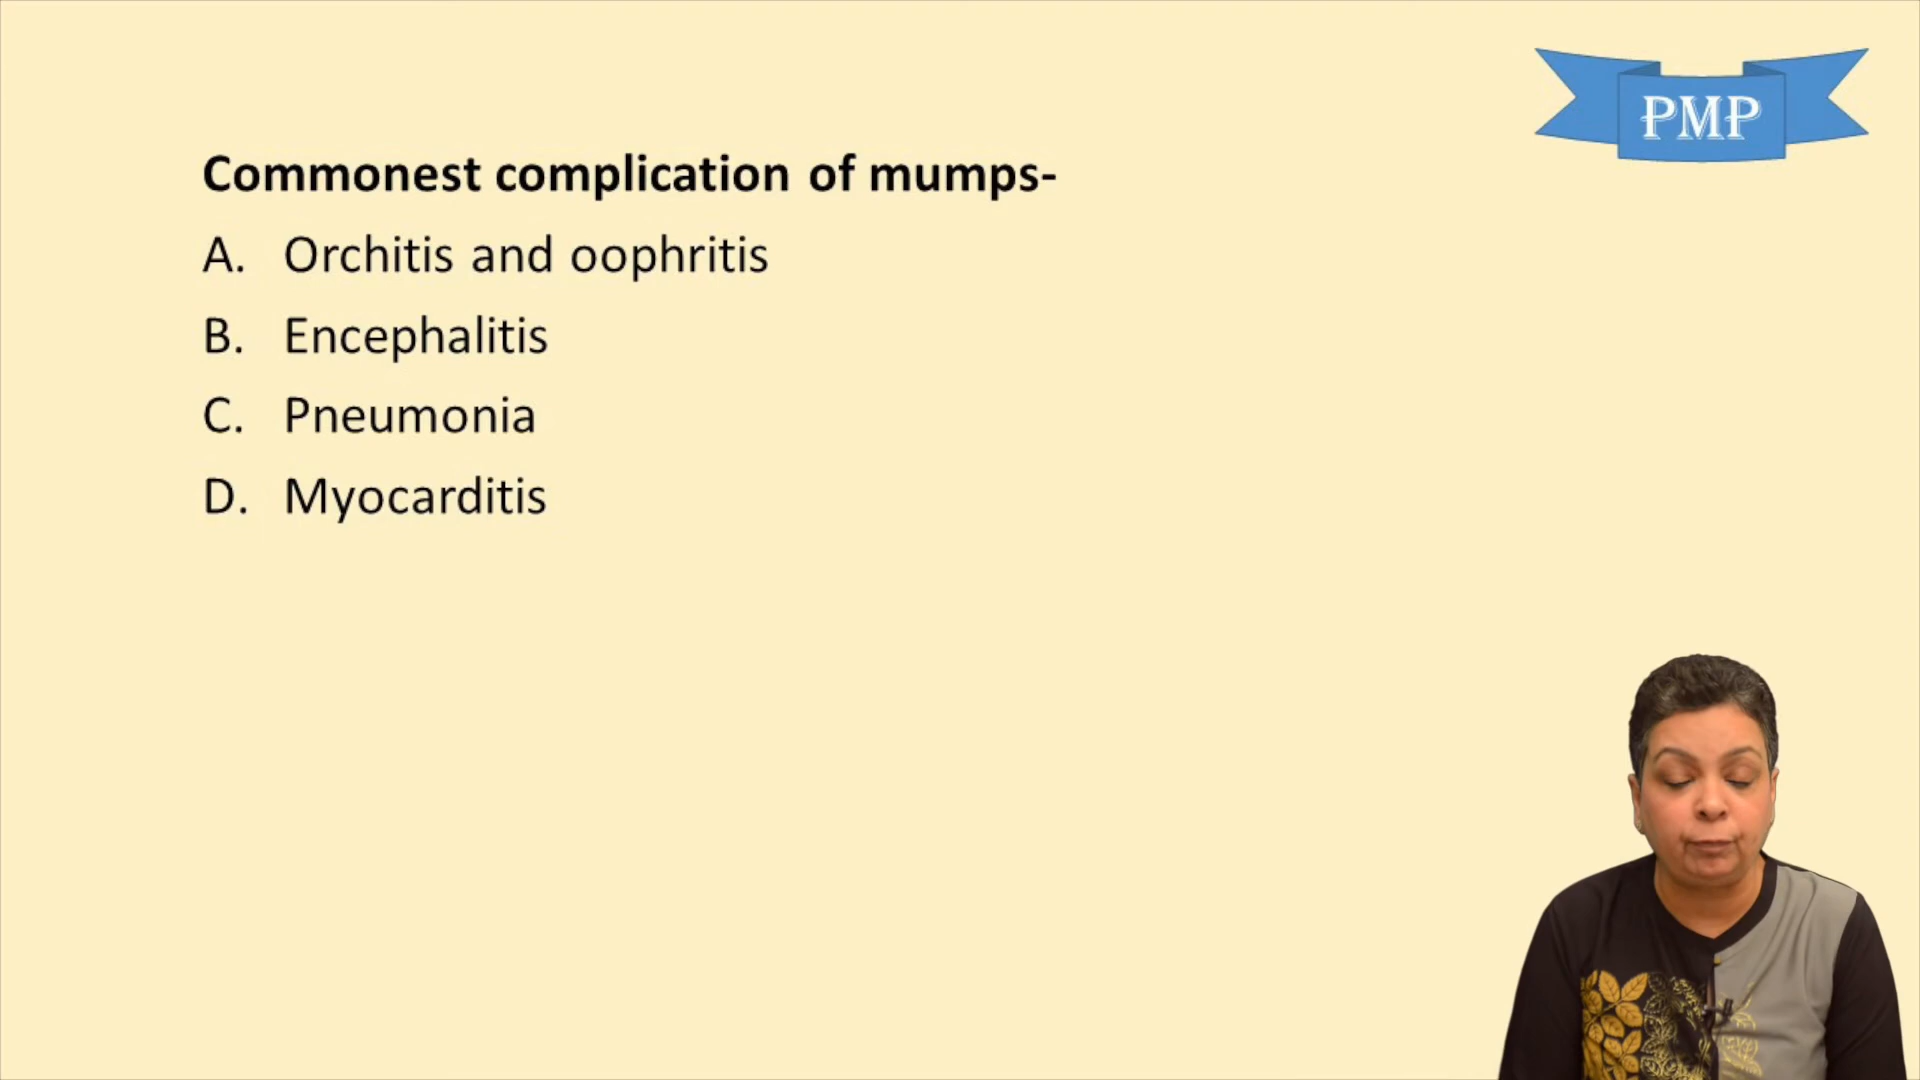 PMP
Commonest complication of mumps-
A. Orchitis and oophritis
B. Encephalitis
C. Pneumonia
D. Myocarditis